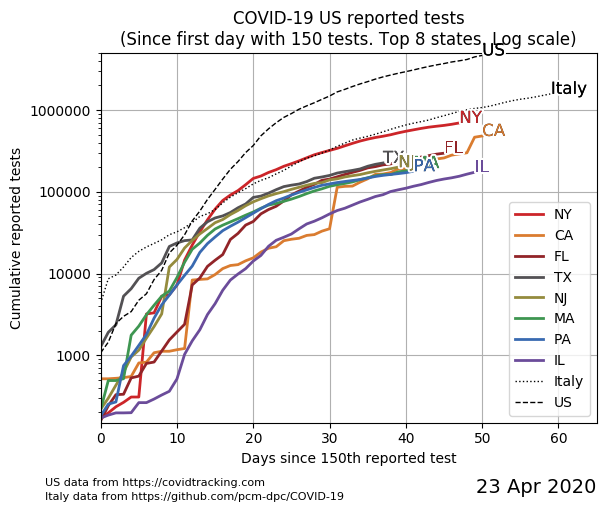 COVID-19 US reported tests
(Since first day with 150 tests. Top 8 states. Log scale)
US
Italy
NY
CA
FL
TX
NJ
MA
PA
IL
1000000
100000
10000
1000
Cumulative reported tests
NY
CA
FL
TX
NJ
MA
PA
IL
Italy
US
0 10 20 30 40 50 60
Days since 150th reported test
US data from https://covidtracking.com
Italy data from https://github.com/pcm-dpc/COVID-19
23 Apr 2020